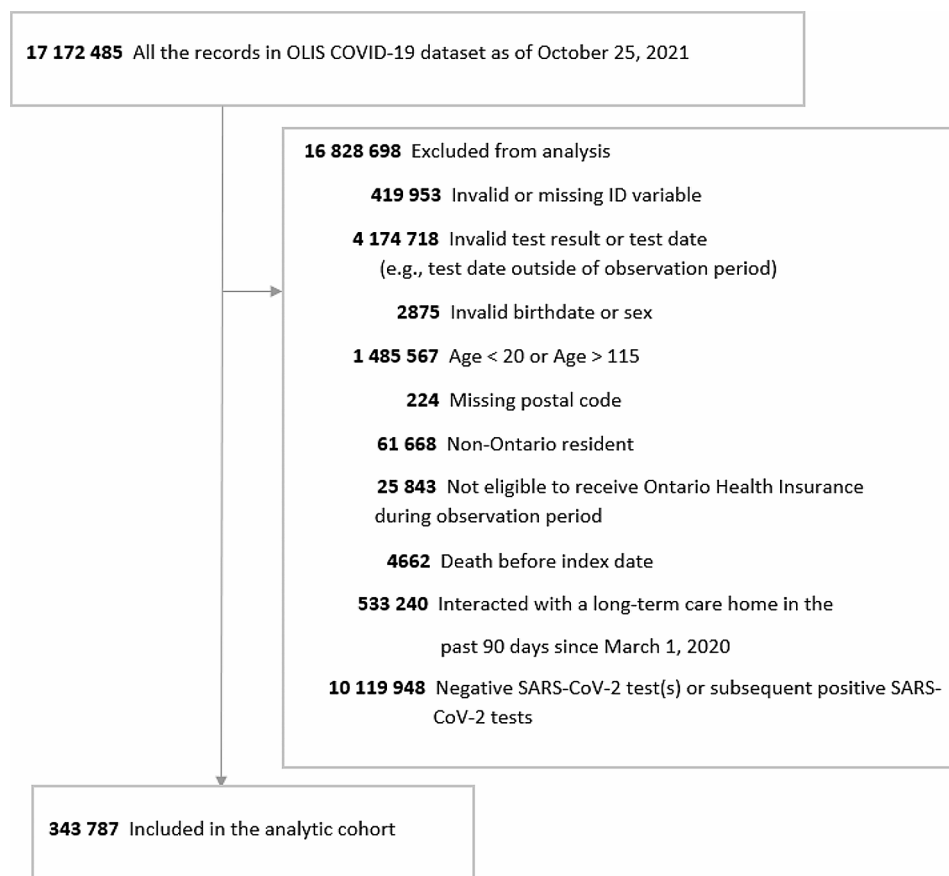 17 172 485 All the records in OLIS COVID-19 dataset as of October 25, 2021
16 828 698 Excluded from analysis
419 953 Invalid or missing ID variable
4 174 718 Invalid test result or test date
(e.g., test date outside of observation period)
2875 Invalid birthdate or sex
1 485 567 Age < 20 or Age > 115
224 Missing postal code
61 668 Non-Ontario resident
25 843 Not eligible to receive Ontario Health Insurance
during observation period
4662 Death before index date
533 240 Interacted with a long-term care home in the
past 90 days since March 1, 2020
10 119 948 Negative SARS-CoV-2 test(s) or subsequent positive SARS-
CoV-2 tests
343 787 Included in the analytic cohort